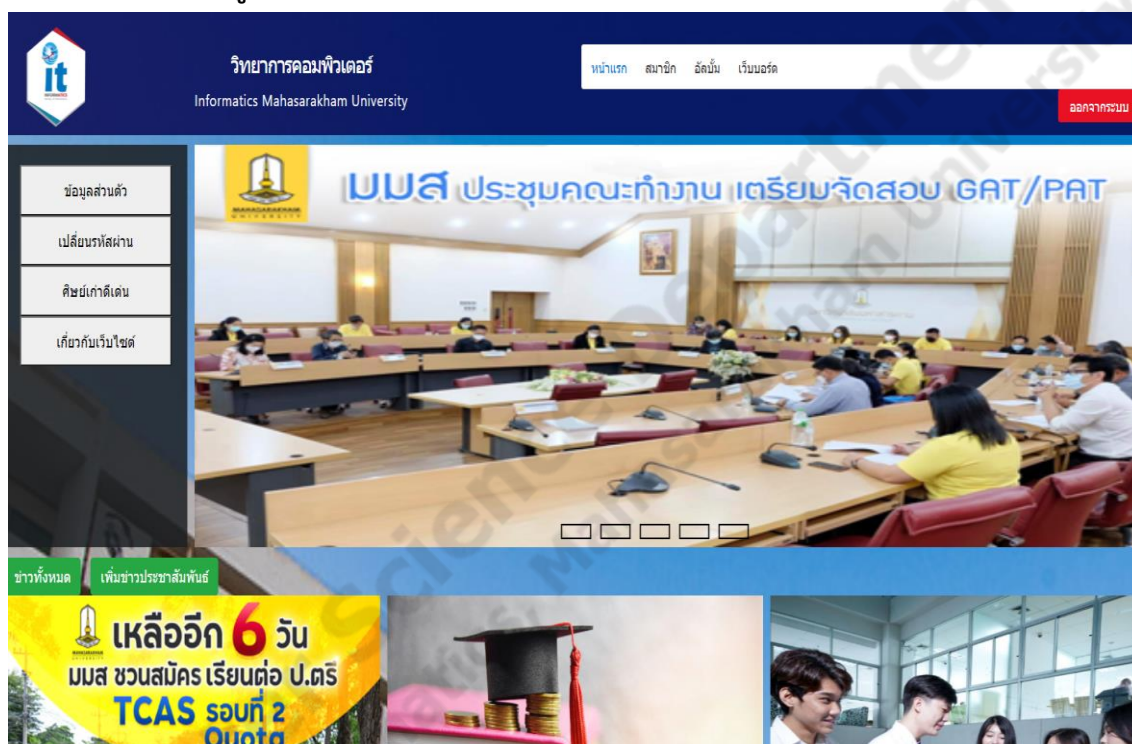 it
INFORMATICS
วิทยาการคอมพิวเตอร์
Informatics Mahasarakham University
หน้าแรก สมาชิก อัลบั้ม เว็บบอร์ด
ออกจากระบบ
ข้อมูลส่วนตัว
เปลี่ยนรหัสผ่าน
ศิษย์เก่าดีเด่น
เกี่ยวกับเว็บไซต์
MAHASARAKHAM
UNIVERSITY
มมส ประชุมคณะทำงาน เตรียมจัดสอบ GAT/PAT
ข่าวทั้งหมด เพิ่มข่าวประชาสัมพันธ์
เหลืออีก 6 วัน
มมส ชวนสมัคร เรียนต่อ ป.ตรี
TCAS รอบที่ 2
Quota